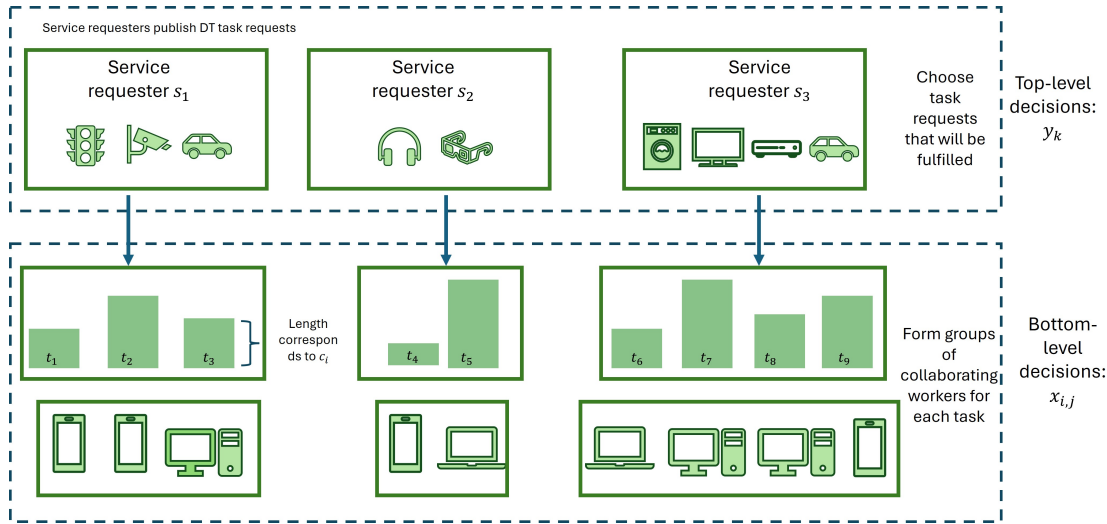 Service requesters publish DT task requests
Service
requester s₁
Service
requester s₂
Service
requester s₃
Choose
task
requests
that will be
fulfilled
Top-level
decisions:
yₖ
t₁
t₂
t₃
Length
correspon
ds to cᵢ
t₄
t₅
t₆
t₇
t₈
t₉
Form groups
of
collaborating
workers for
each task
Bottom-
level
decisions:
xᵢ,ⱼ